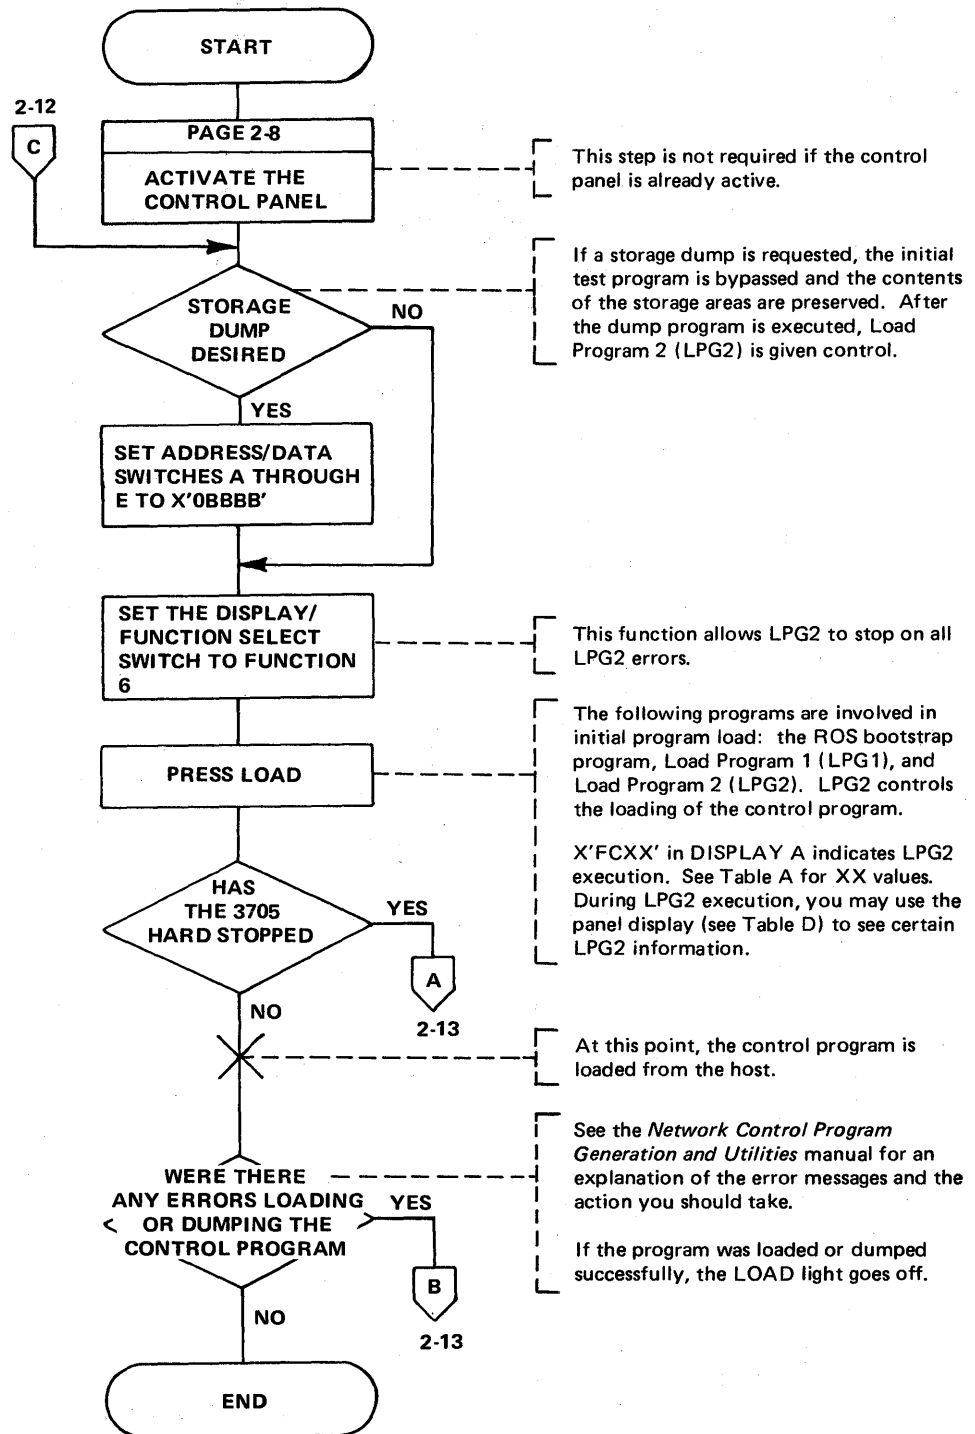 START
2-12
C
PAGE 2-8
ACTIVATE THE
CONTROL PANEL
This step is not required if the control
panel is already active.
STORAGE
DUMP
DESIRED
NO
YES
If a storage dump is requested, the initial
test program is bypassed and the contents
of the storage areas are preserved. After
the dump program is executed, Load
Program 2 (LPG2) is given control.
SET ADDRESS/DATA
SWITCHES A THROUGH
E TO X'0BBBB'
SET THE DISPLAY/
FUNCTION SELECT
SWITCH TO FUNCTION
6
This function allows LPG2 to stop on all
LPG2 errors.
PRESS LOAD
The following programs are involved in
initial program load: the ROS bootstrap
program, Load Program 1 (LPG1), and
Load Program 2 (LPG2). LPG2 controls
the loading of the control program.
X'FCXX' in DISPLAY A indicates LPG2
execution. See Table A for XX values.
During LPG2 execution, you may use the
panel display (see Table D) to see certain
LPG2 information.
HAS
THE 3705
HARD STOPPED
YES
A
2-13
NO
At this point, the control program is
loaded from the host.
WERE THERE
ANY ERRORS LOADING
OR DUMPING THE
CONTROL PROGRAM
YES
B
2-13
NO
See the Network Control Program
Generation and Utilities manual for an
explanation of the error messages and the
action you should take.
If the program was loaded or dumped
successfully, the LOAD light goes off.
END